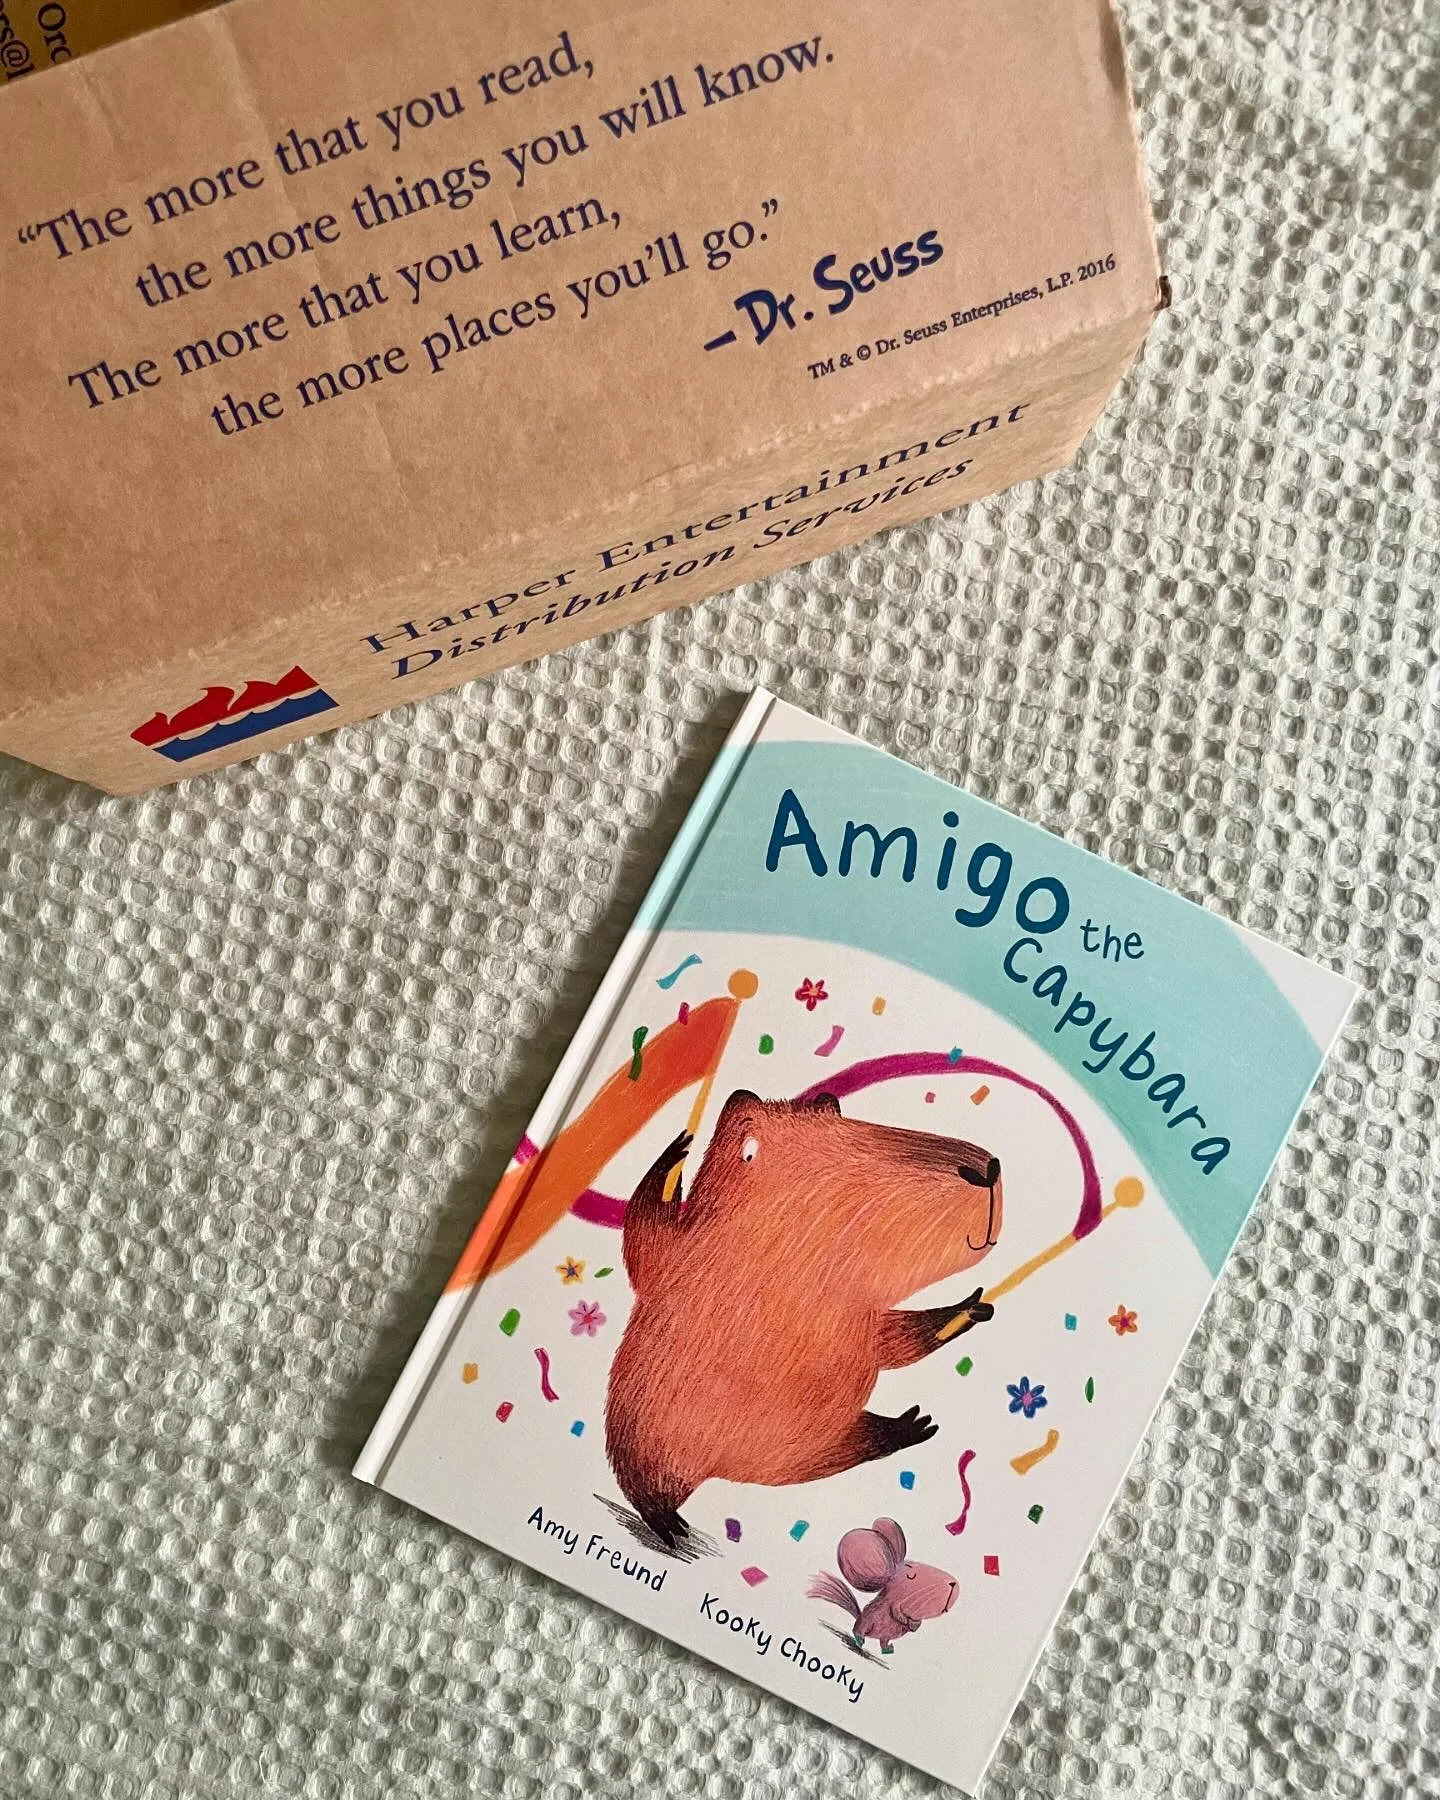 “The more that you read,
the more things you will know.
The more that you learn,
the more places you’ll go.”
– Dr. Seuss
TM & © Dr. Seuss Enterprises, L.P. 2016
Harper Entertainment
Distribution Services
Amigo the
Capybara
Amy Freund
Kooky Chooky